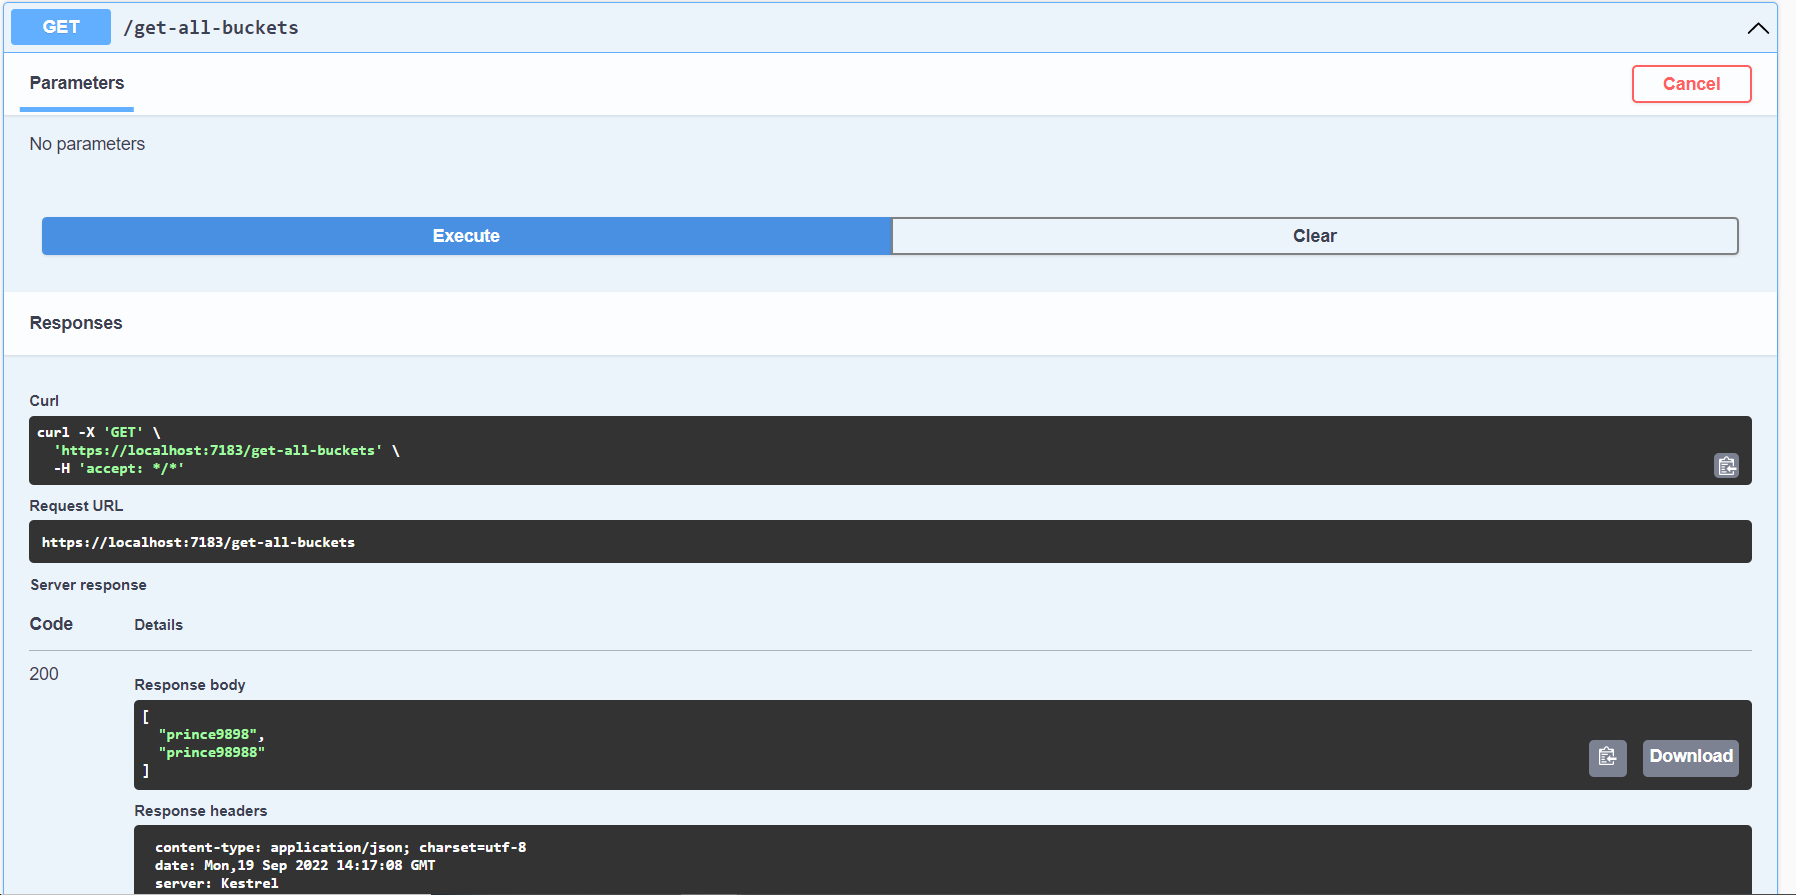 GET /get-all-buckets
Parameters
Cancel
No parameters
Execute
Clear
Responses
Curl
curl -X 'GET' \
'https://localhost:7183/get-all-buckets' \
-H 'accept: */*'
Request URL
https://localhost:7183/get-all-buckets
Server response
Code Details
200
Response body
[
"prince9898",
"prince98988"
]
Download
Response headers
content-type: application/json; charset=utf-8
date: Mon,19 Sep 2022 14:17:08 GMT
server: Kestrel